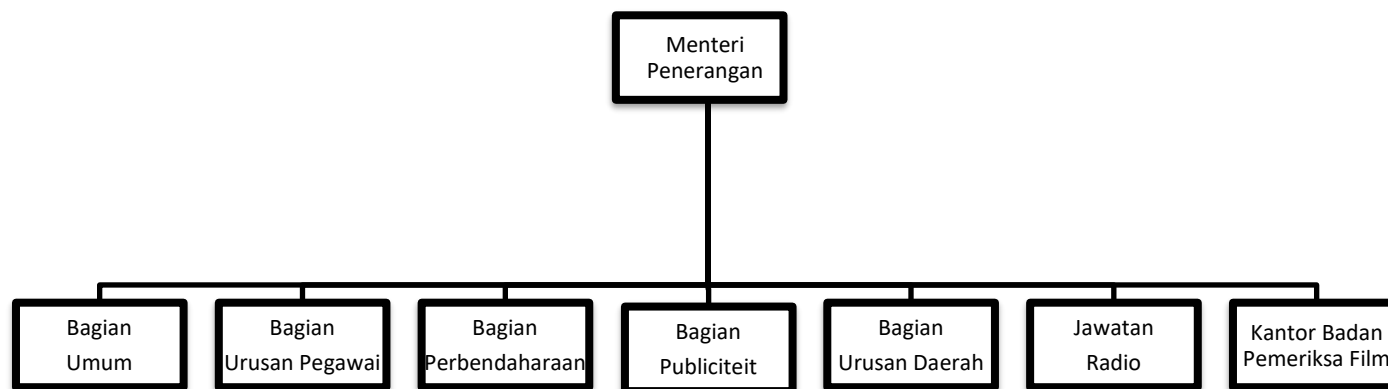 Menteri
Penerangan
Bagian
Umum
Bagian
Urusan Pegawai
Bagian
Perbendaharaan
Bagian
Publiciteit
Bagian
Urusan Daerah
Jawatan
Radio
Kantor Badan
Pemeriksa Film